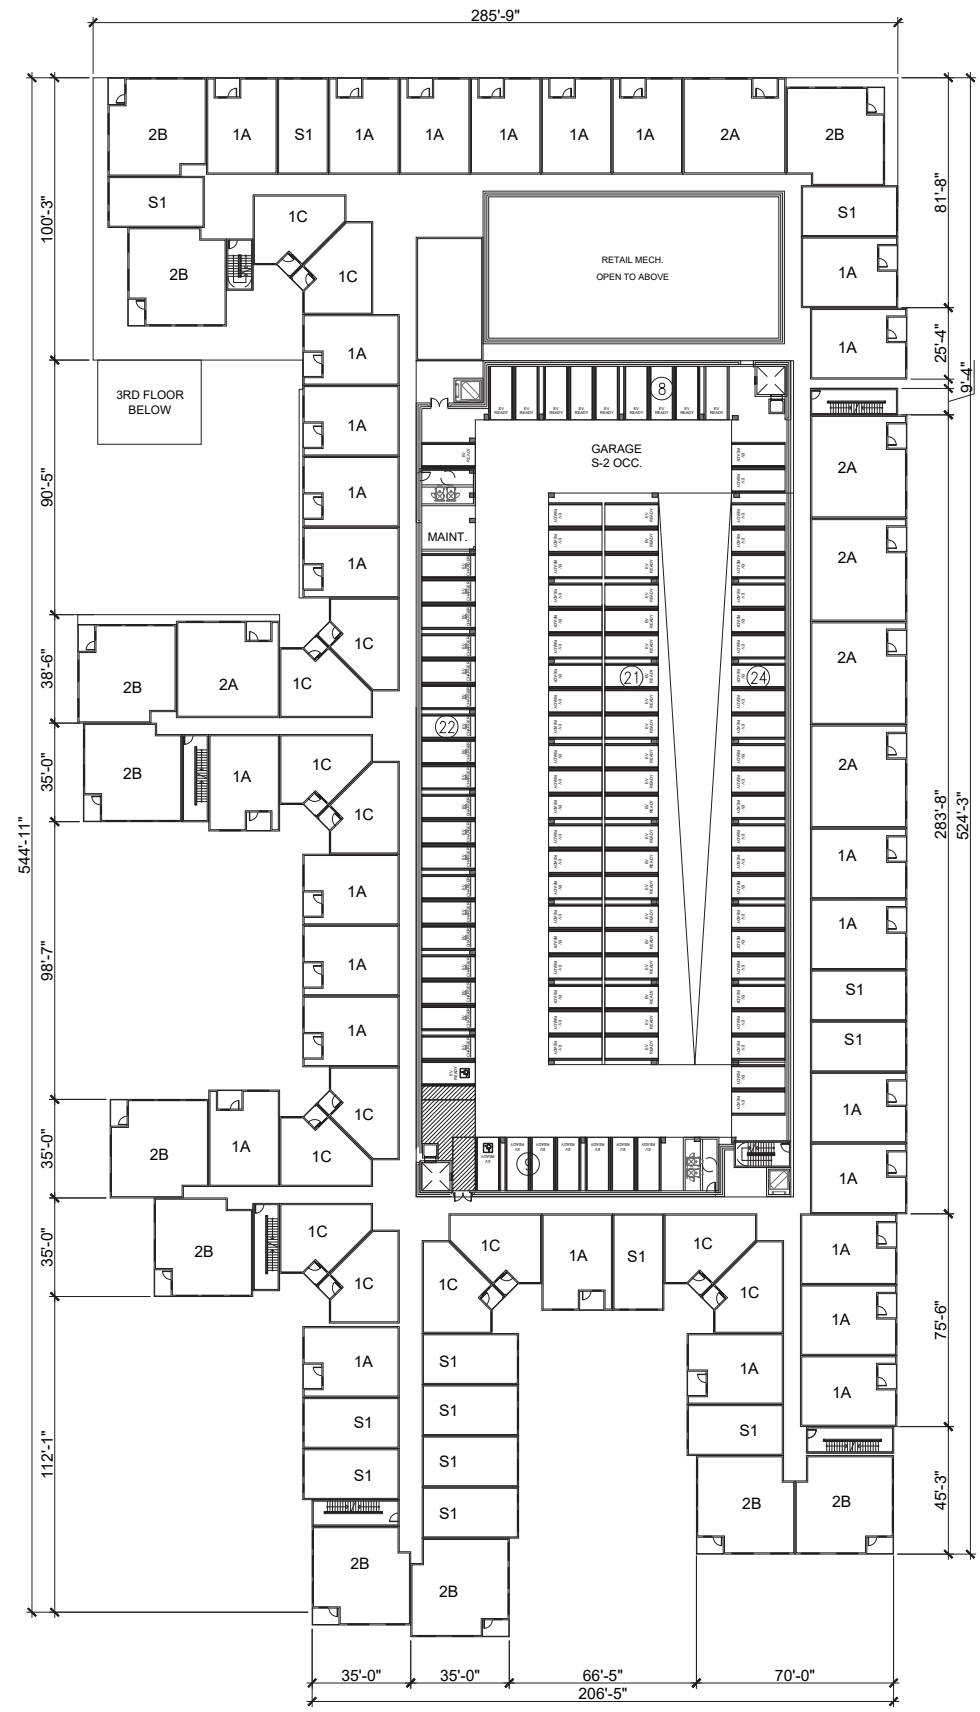 285'-9"
2B
1A
S1
1A
1A
1A
1A
1A
2A
2B
S1
1C
S1
81'-8"
100'-3"
2B
1C
RETAIL MECH.
OPEN TO ABOVE
1A
1A
1A
25'-4"
9'-4"
3RD FLOOR
BELOW
8
EV
READY
1A
GARAGE
S-2 OCC.
2A
90'-5"
1A
MAINT.
1A
2A
38'-6"
1C
2B
2A
1C
21
24
2A
22
35'-0"
2B
1A
1C
2A
1C
544'-11"
283'-8"
524'-3"
1A
1A
1A
98'-7"
1A
S1
1A
S1
EV
READY
35'-0"
2B
1A
1C
1C
1A
EV
READY
1A
35'-0"
2B
1C
1C
1A
S1
1C
1A
1C
1C
1A
75'-6"
1A
S1
1A
1A
S1
S1
S1
112'-1"
S1
S1
45'-3"
S1
2B
2B
2B
2B
35'-0"
35'-0"
66'-5"
70'-0"
206'-5"